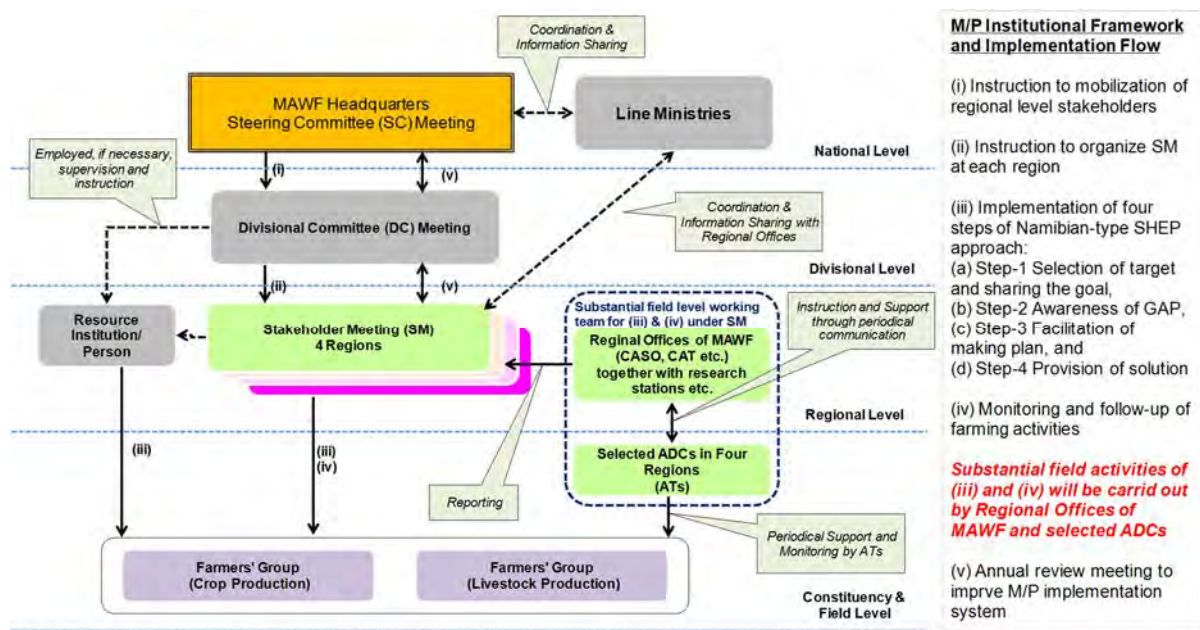 Coordination &
Information Sharing
MAWF Headquarters
Steering Committee (SC) Meeting
Line Ministries
Employed, if necessary,
supervision and
instruction
(i)
(v)
National Level
Coordination &
Information Sharing with
Regional Offices
Divisional Committee (DC) Meeting
Divisional Level
(ii)
(v)
Resource
Institution/
Person
Stakeholder Meeting (SM)
4 Regions
Substantial field level working
team for (iii) & (iv) under SM
Reginal Offices of MAWF
(CASO, CAT etc.)
together with research
stations etc.
Instruction and Support
through periodical
communication
Regional Level
(iii)
(iii)
(iv)
Reporting
Selected ADCs in Four
Regions
(ATs)
Periodical Support and
Monitoring by ATs
Farmers' Group
(Crop Production)
Farmers' Group
(Livestock Production)
Constituency &
Field Level
M/P Institutional Framework
and Implementation Flow
(i) Instruction to mobilization of
regional level stakeholders
(ii) Instruction to organize SM
at each region
(iii) Implementation of four
steps of Namibian-type SHEP
approach:
(a) Step-1 Selection of target
and sharing the goal,
(b) Step-2 Awareness of GAP,
(c) Step-3 Facilitation of
making plan, and
(d) Step-4 Provision of solution
(iv) Monitoring and follow-up of
farming activities
Substantial field activities of
(iii) and (iv) will be carrid out
by Regional Offices of
MAWF and selected ADCs
(v) Annual review meeting to
imprve M/P implementation
system